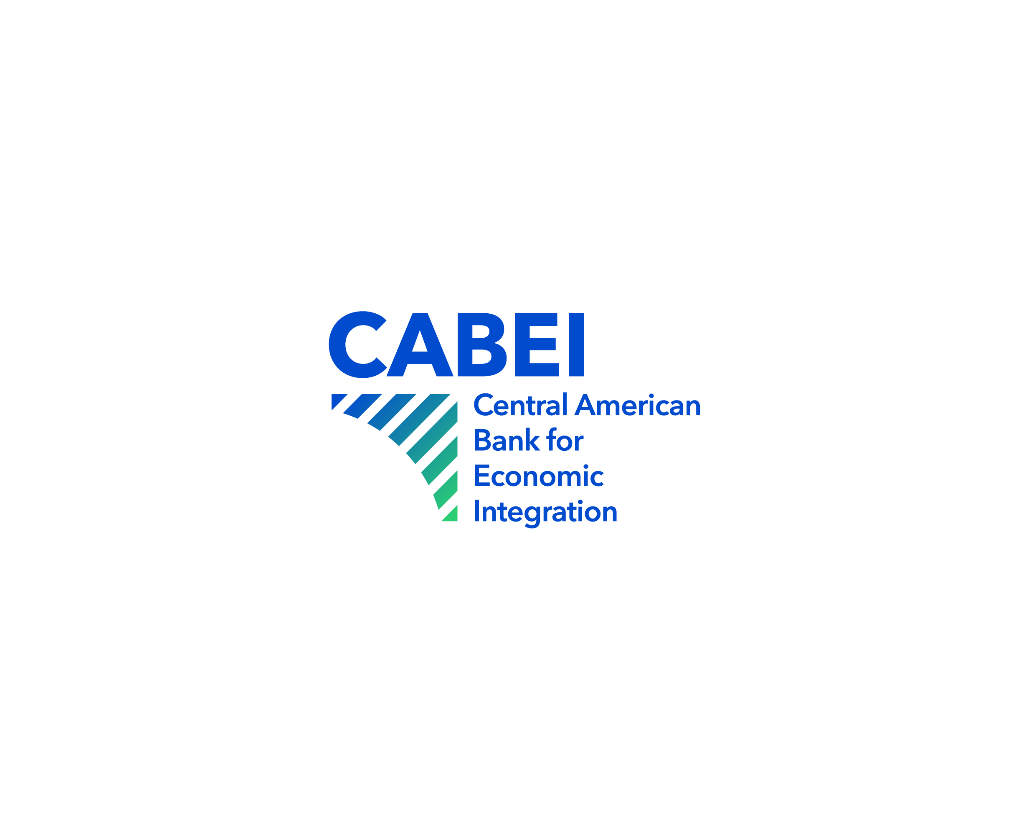 CABEI
Central American
Bank for
Economic
Integration